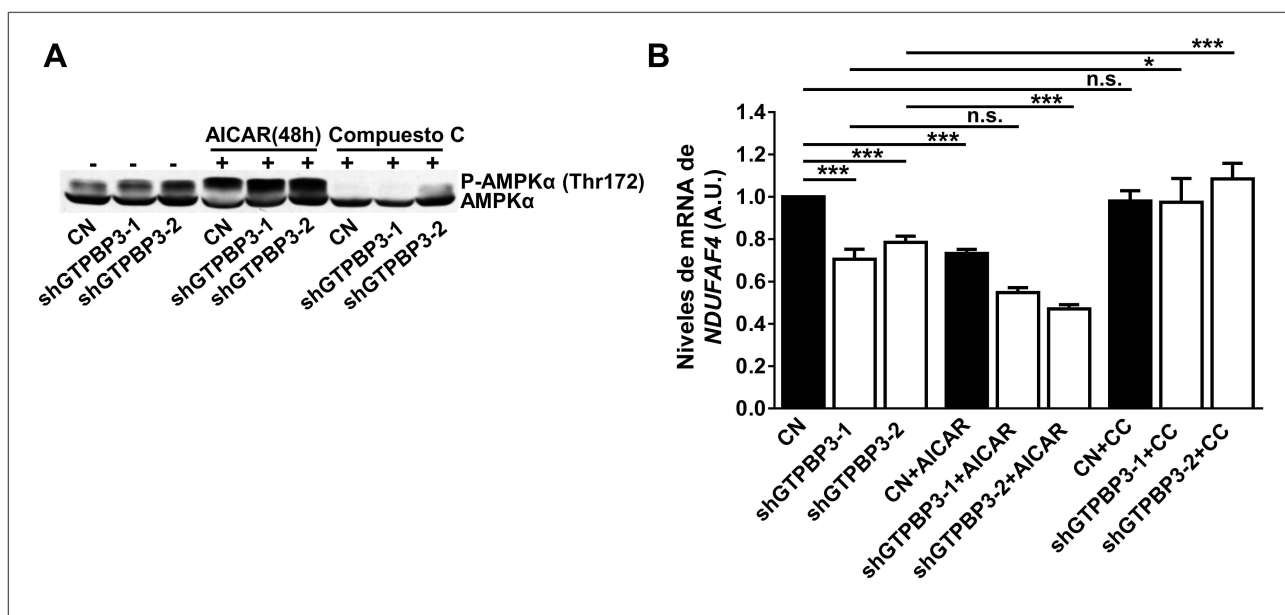 A
AICAR(48h) Compuesto C
- - - + + + + + +
P-AMPKα (Thr172)
AMPKα
CN
shGTPBP3-1
shGTPBP3-2
CN
shGTPBP3-1
shGTPBP3-2
CN
shGTPBP3-1
shGTPBP3-2
B
***
*
n.s.
***
n.s.
***
***
***
Niveles de mRNA de
NDUFAF4 (A.U.)
1.4
1.2
1.0
0.8
0.6
0.4
0.2
0.0
CN
shGTPBP3-1
shGTPBP3-2
CN+AICAR
shGTPBP3-1+AICAR
shGTPBP3-2+AICAR
CN+CC
shGTPBP3-1+CC
shGTPBP3-2+CC